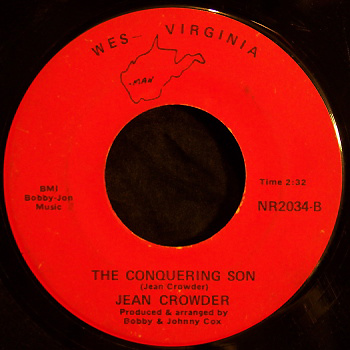 WES— VIRGINIA
-MAN-
BMI
Bobby-Jon
Music
Time 2:32
NR2034-B
THE CONQUERING SON
(Jean Crowder)
JEAN CROWDER
Produced & arranged by
Bobby & Johnny Cox